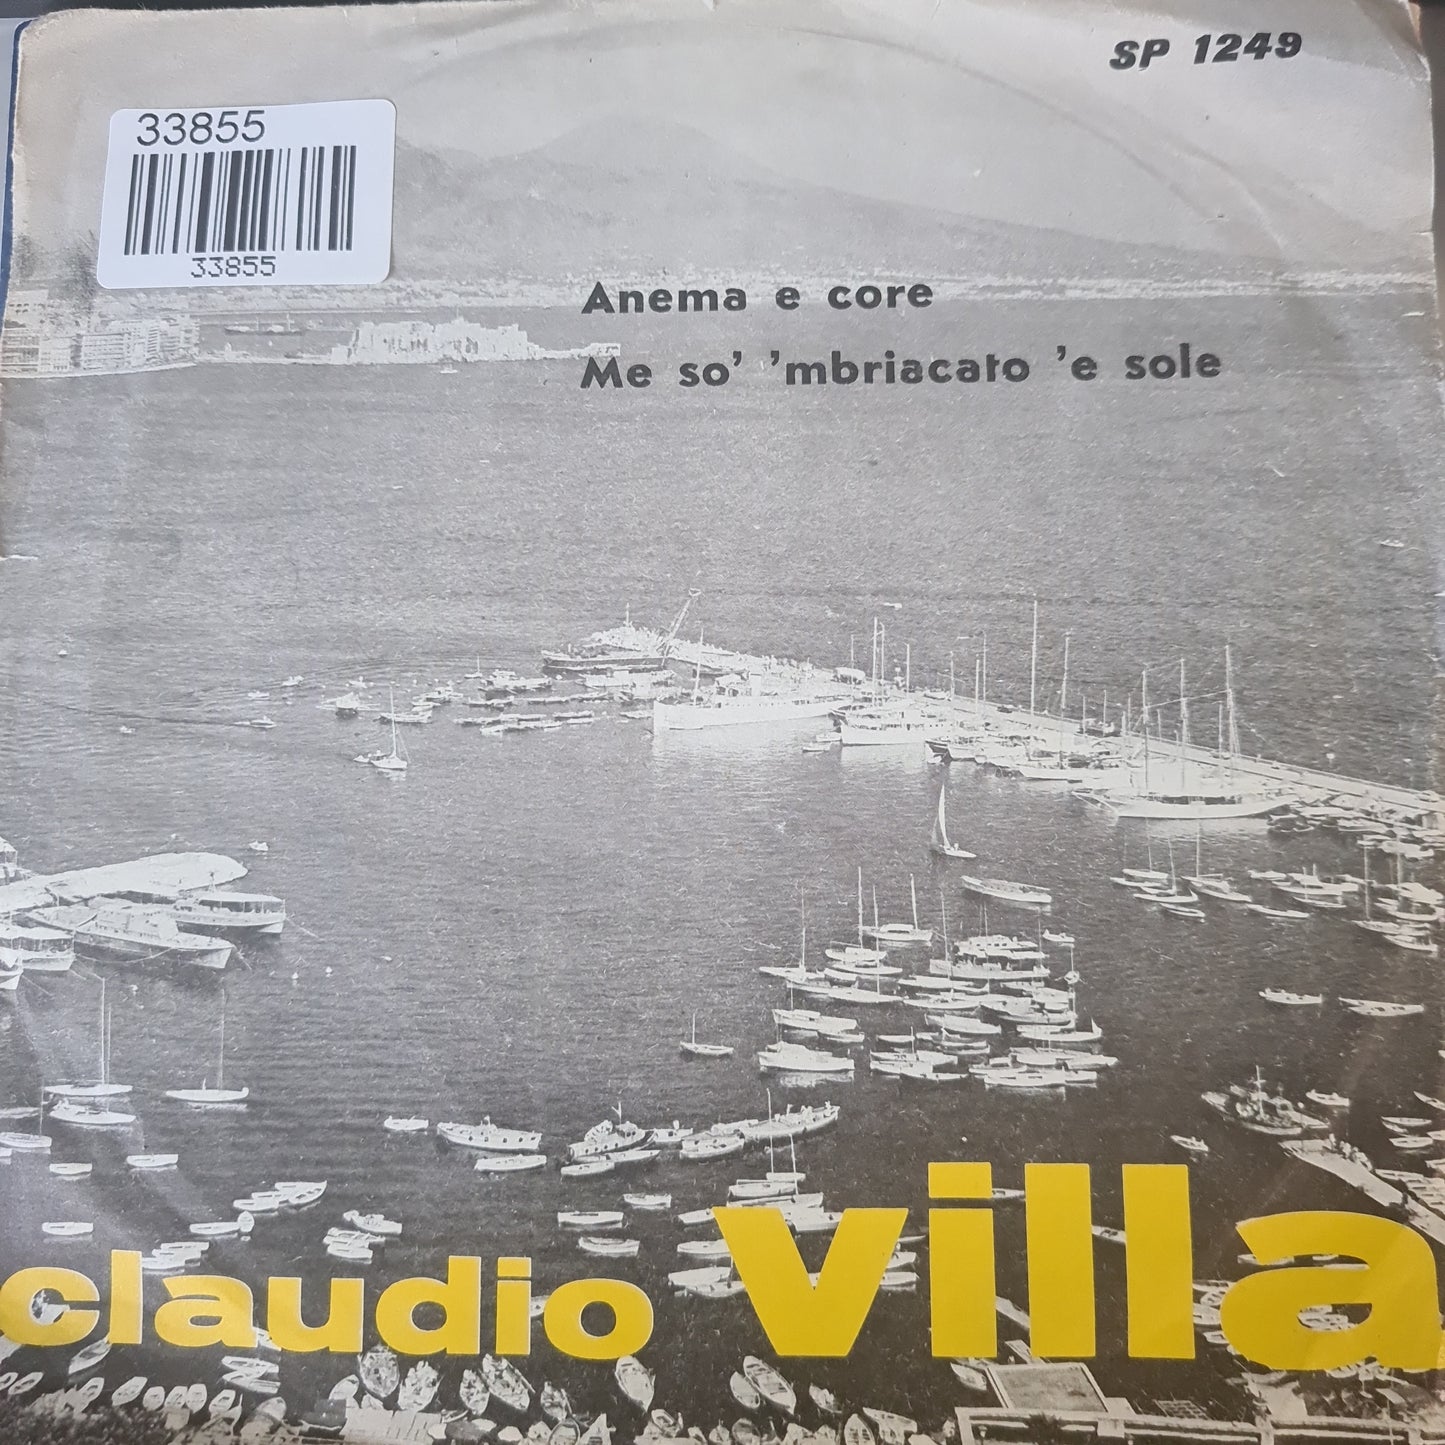 SP 1249
33855
33855
Anema e core
Me so' 'mbriacato 'e sole
claudio villa